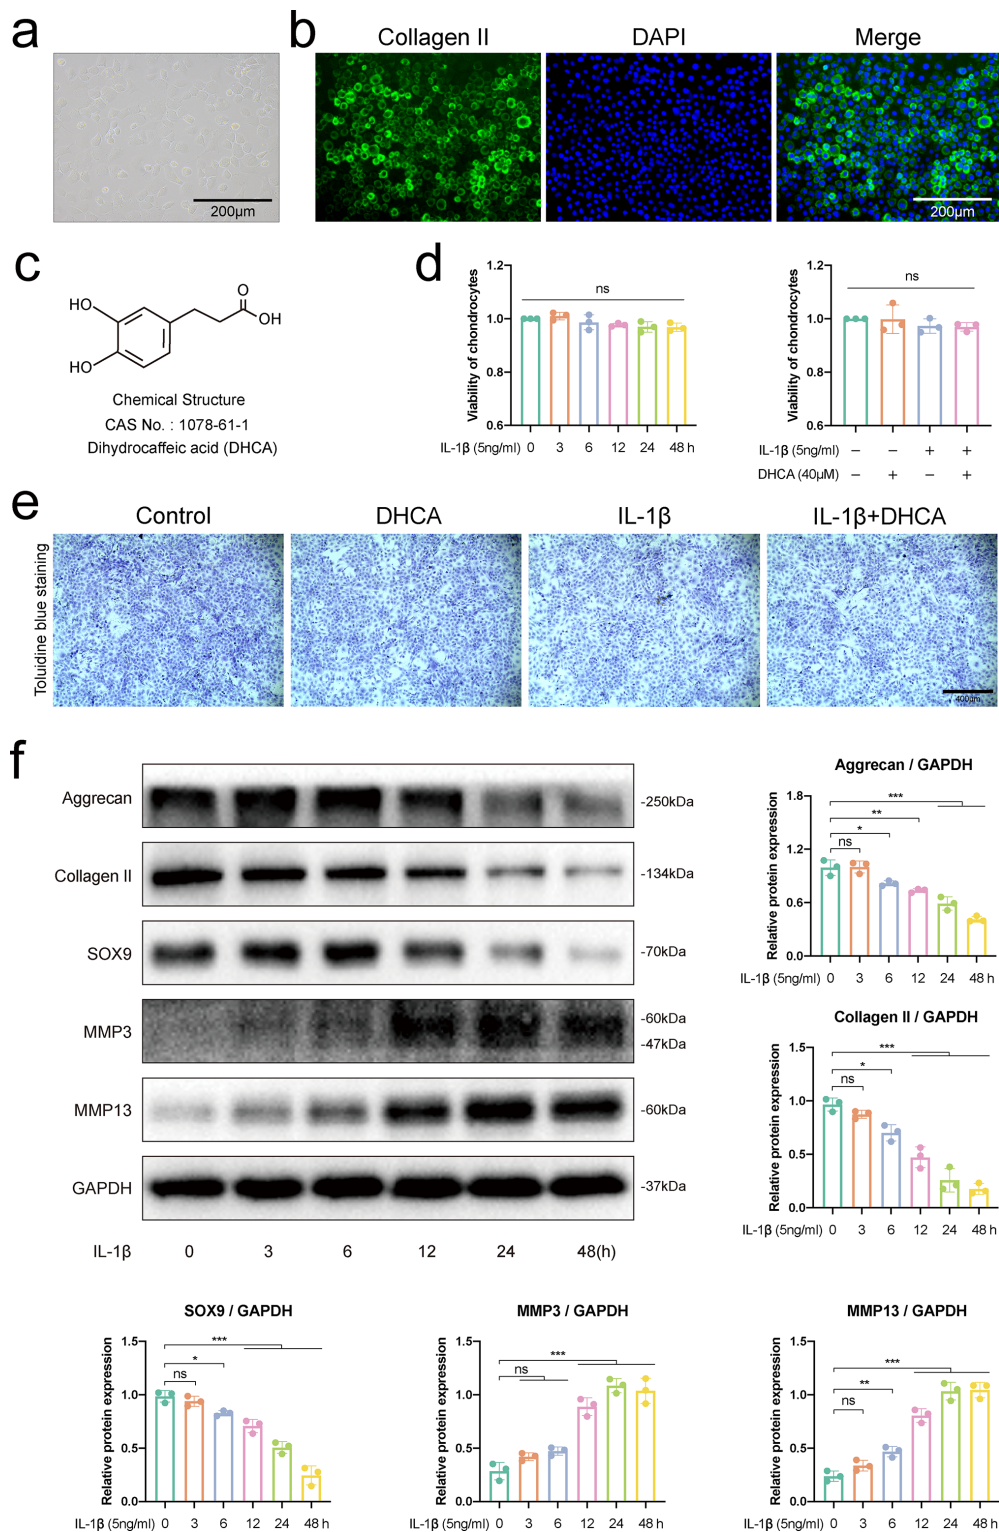 a
200μm
b
Collagen II
DAPI
Merge
200μm
c
HO
HO
O
OH
Chemical Structure
CAS No. : 1078-61-1
Dihydrocaffeic acid (DHCA)
d
Viability of chondrocytes
1.2
1.0
0.8
0.6
ns
IL-1β (5ng/ml) 0 3 6 12 24 48 h
Viability of chondrocytes
1.2
1.0
0.8
0.6
ns
IL-1β (5ng/ml) − − + +
DHCA (40μM) − + − +
e
Control
DHCA
IL-1β
IL-1β+DHCA
Toluidine blue staining
400μm
f
Aggrecan
-250kDa
Collagen II
-134kDa
SOX9
-70kDa
MMP3
-60kDa
-47kDa
MMP13
-60kDa
GAPDH
-37kDa
IL-1β 0 3 6 12 24 48(h)
Aggrecan / GAPDH
Relative protein expression
1.8
1.2
0.6
0.0
***
**
*
ns
IL-1β (5ng/ml) 0 3 6 12 24 48 h
Collagen II / GAPDH
Relative protein expression
1.5
1.0
0.5
0.0
***
*
ns
IL-1β (5ng/ml) 0 3 6 12 24 48 h
SOX9 / GAPDH
Relative protein expression
1.5
1.0
0.5
0.0
***
*
ns
IL-1β (5ng/ml) 0 3 6 12 24 48 h
MMP3 / GAPDH
Relative protein expression
1.5
1.0
0.5
0.0
***
ns
IL-1β (5ng/ml) 0 3 6 12 24 48 h
MMP13 / GAPDH
Relative protein expression
1.5
1.0
0.5
0.0
***
**
ns
IL-1β (5ng/ml) 0 3 6 12 24 48 h